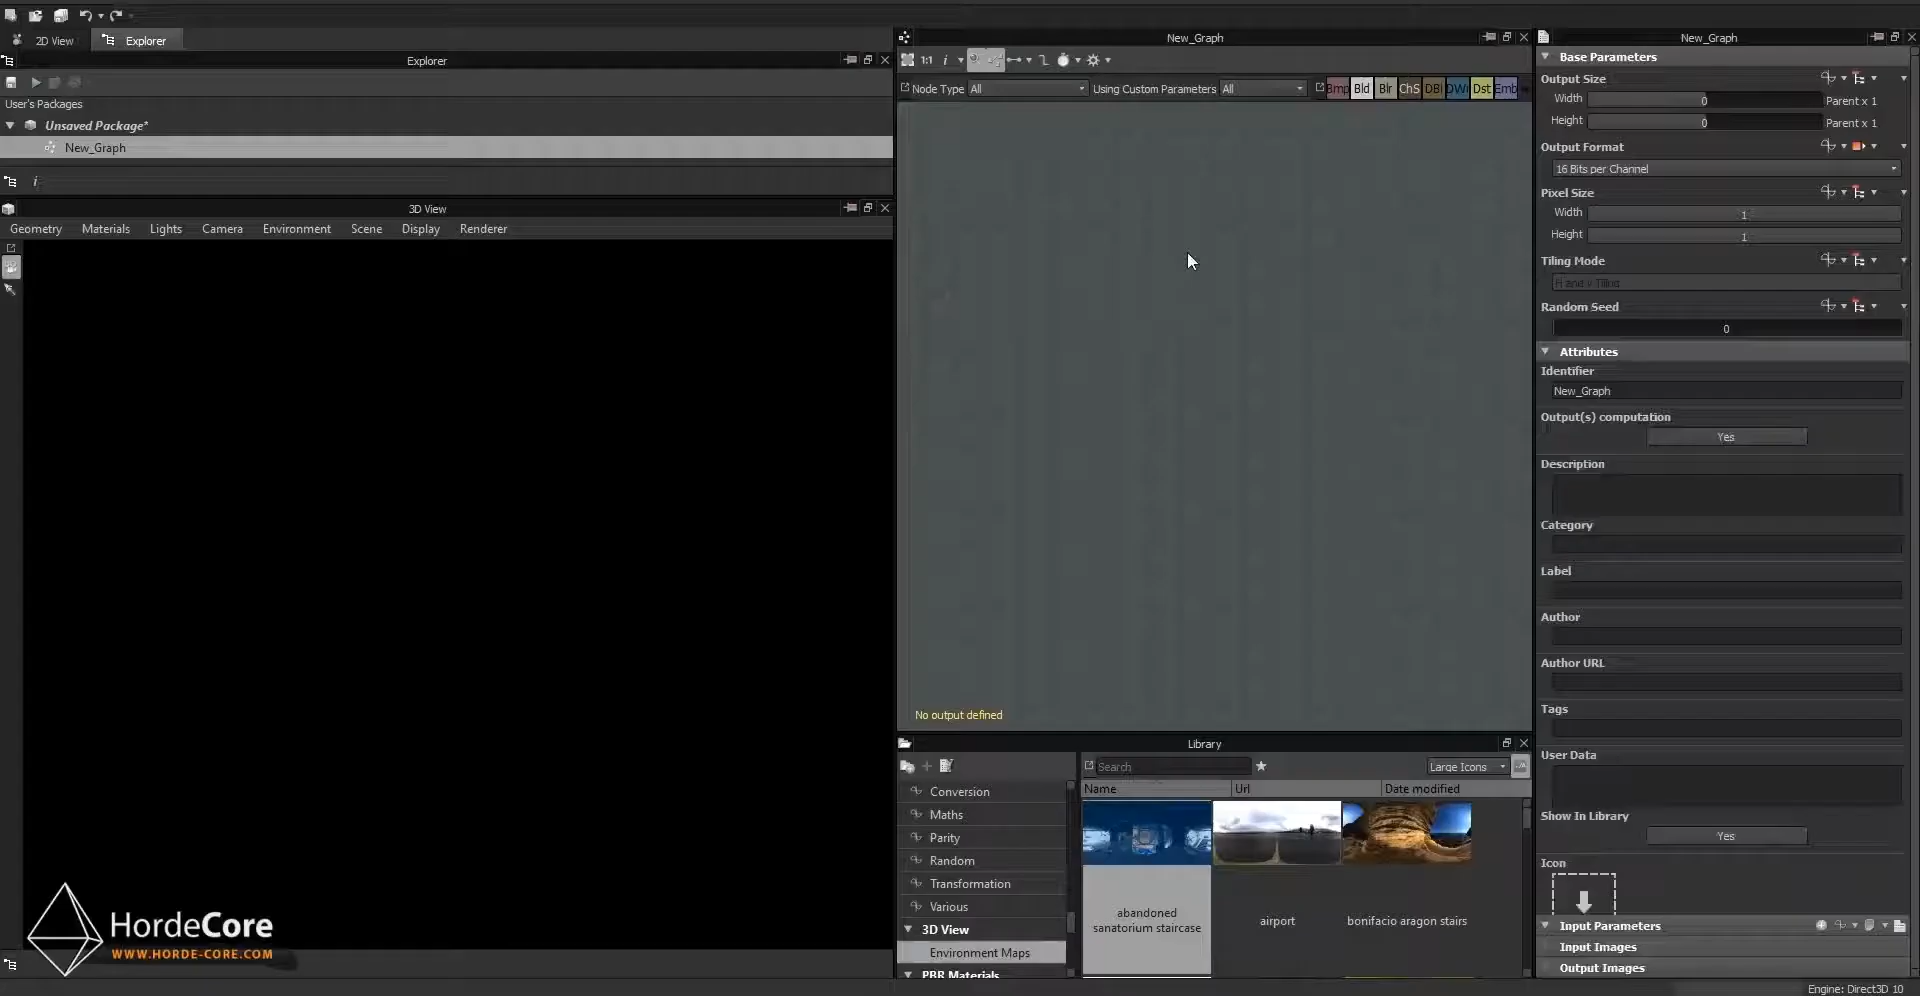 2D View
Explorer
Explorer
User's Packages
Unsaved Package*
New_Graph
i
3D View
Geometry
Materials
Lights
Camera
Environment
Scene
Display
Renderer
HordeCore
WWW.HORDE-CORE.COM
New_Graph
1:1
i
Node Type
All
Using Custom Parameters
All
Bmp
Bld
Blr
ChS
DBl
DW
Dst
Emb
No output defined
Library
Search
Large Icons
Name
Url
Date modified
Conversion
Maths
Parity
Random
Transformation
Various
3D View
Environment Maps
PBR Materials
abandoned
sanatorium staircase
airport
bonifacio aragon stairs
New_Graph
Base Parameters
Output Size
Width
0
Parent x 1
Height
0
Parent x 1
Output Format
16 Bits per Channel
Pixel Size
Width
1
Height
1
Tiling Mode
H and V Tiling
Random Seed
0
Attributes
Identifier
New_Graph
Output(s) computation
Yes
Description
Category
Label
Author
Author URL
Tags
User Data
Show In Library
Yes
Icon
Input Parameters
Input Images
Output Images
Engine: Direct3D 10